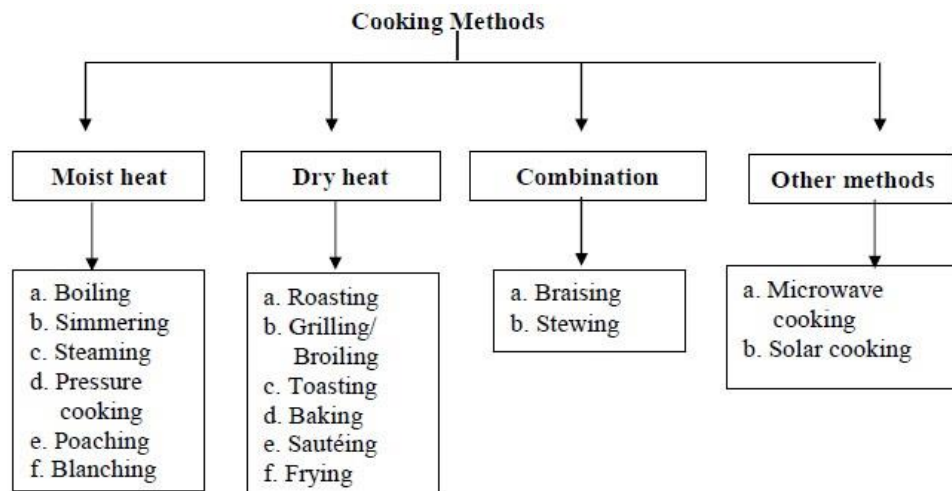 Cooking Methods
Moist heat
Dry heat
Combination
Other methods
a. Boiling
b. Simmering
c. Steaming
d. Pressure
cooking
e. Poaching
f. Blanching
a. Roasting
b. Grilling/
Broiling
c. Toasting
d. Baking
e. Sautéing
f. Frying
a. Braising
b. Stewing
a. Microwave
cooking
b. Solar cooking